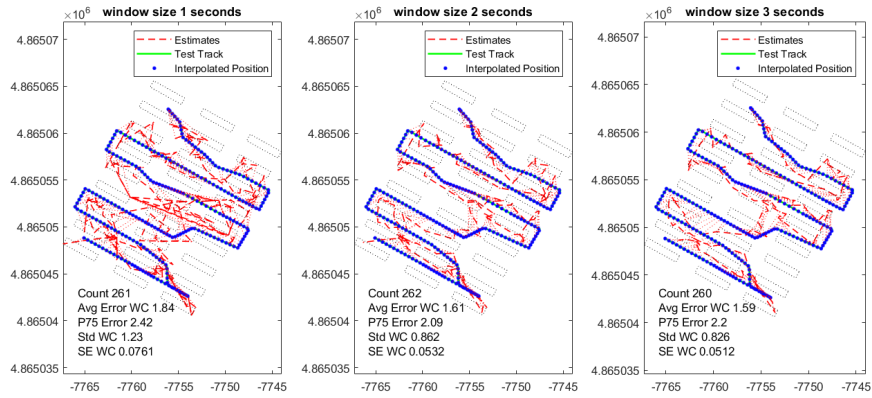 window size 1 seconds
×10⁶
4.86507
4.865065
4.86506
4.865055
4.86505
4.865045
4.86504
4.865035
Estimates
Test Track
Interpolated Position
Count 261
Avg Error WC 1.84
P75 Error 2.42
Std WC 1.23
SE WC 0.0761
-7765 -7760 -7755 -7750 -7745
window size 2 seconds
×10⁶
4.86507
4.865065
4.86506
4.865055
4.86505
4.865045
4.86504
4.865035
Estimates
Test Track
Interpolated Position
Count 262
Avg Error WC 1.61
P75 Error 2.09
Std WC 0.862
SE WC 0.0532
-7765 -7760 -7755 -7750 -7745
window size 3 seconds
×10⁶
4.86507
4.865065
4.86506
4.865055
4.86505
4.865045
4.86504
4.865035
Estimates
Test Track
Interpolated Position
Count 260
Avg Error WC 1.59
P75 Error 2.2
Std WC 0.826
SE WC 0.0512
-7765 -7760 -7755 -7750 -7745